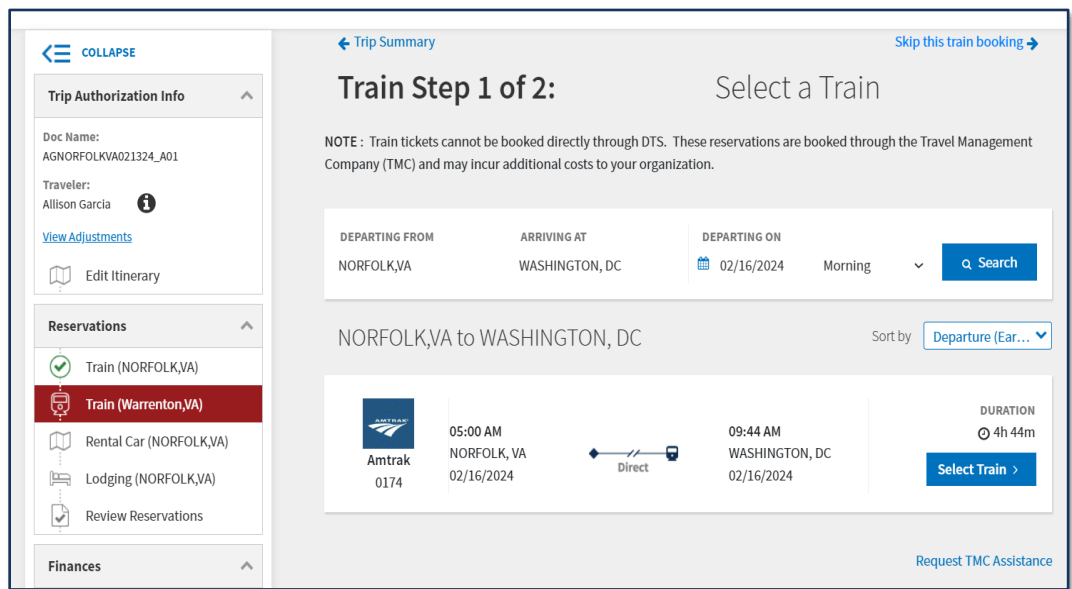 COLLAPSE
Trip Authorization Info
Doc Name:
AGNORFOLKVA021324_A01
Traveler:
Allison Garcia
View Adjustments
Edit Itinerary
Reservations
Train (NORFOLK,VA)
Train (Warrenton,VA)
Rental Car (NORFOLK,VA)
Lodging (NORFOLK,VA)
Review Reservations
Finances
Trip Summary
Skip this train booking
Train Step 1 of 2:
Select a Train
NOTE : Train tickets cannot be booked directly through DTS. These reservations are booked through the Travel Management
Company (TMC) and may incur additional costs to your organization.
DEPARTING FROM
NORFOLK,VA
ARRIVING AT
WASHINGTON, DC
DEPARTING ON
02/16/2024
Morning
Search
NORFOLK,VA to WASHINGTON, DC
Sort by
Departure (Ear...
AMTRAK
Amtrak
0174
05:00 AM
NORFOLK, VA
02/16/2024
Direct
09:44 AM
WASHINGTON, DC
02/16/2024
DURATION
4h 44m
Select Train >
Request TMC Assistance